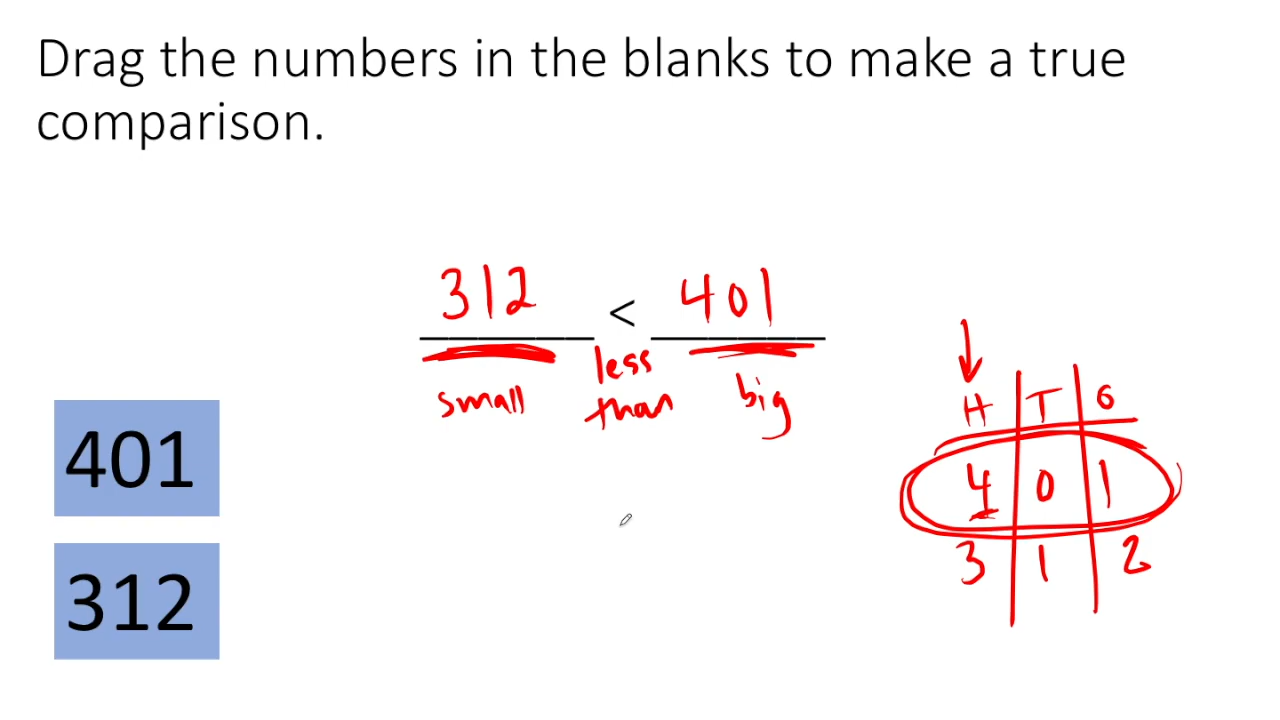 Drag the numbers in the blanks to make a true
comparison.
312 < 401
small less than big
H T O
4 0 1
3 1 2
401
312